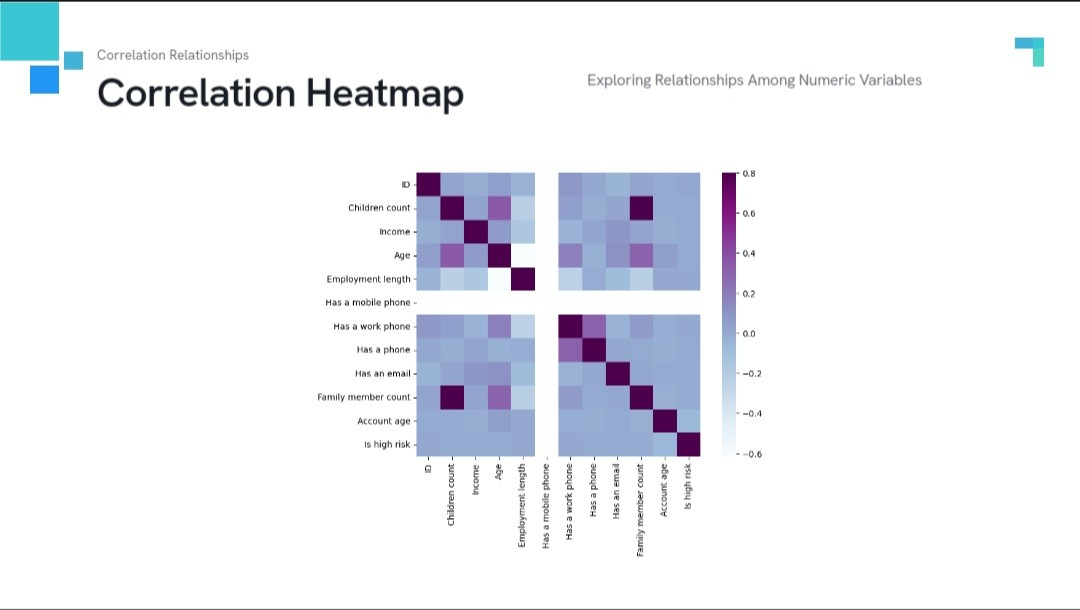 Correlation Relationships
Correlation Heatmap
Exploring Relationships Among Numeric Variables
ID
Children count
Income
Age
Employment length
Has a mobile phone
Has a work phone
Has a phone
Has an email
Family member count
Account age
Is high risk
ID
Children count
Income
Age
Employment length
Has a mobile phone
Has a work phone
Has a phone
Has an email
Family member count
Account age
Is high risk
0.8
0.6
0.4
0.2
0.0
−0.2
−0.4
−0.6